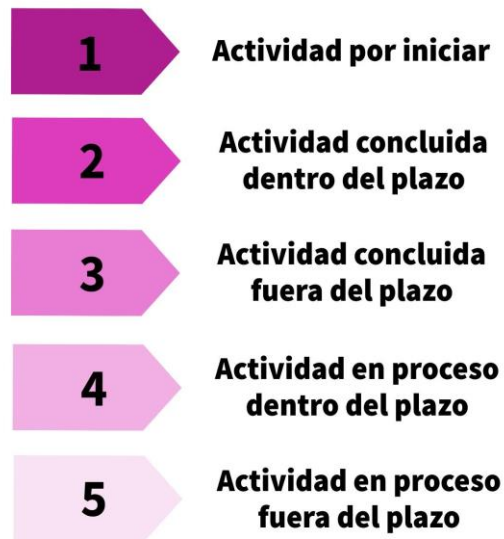 1
Actividad por iniciar
2
Actividad concluida
dentro del plazo
3
Actividad concluida
fuera del plazo
4
Actividad en proceso
dentro del plazo
5
Actividad en proceso
fuera del plazo